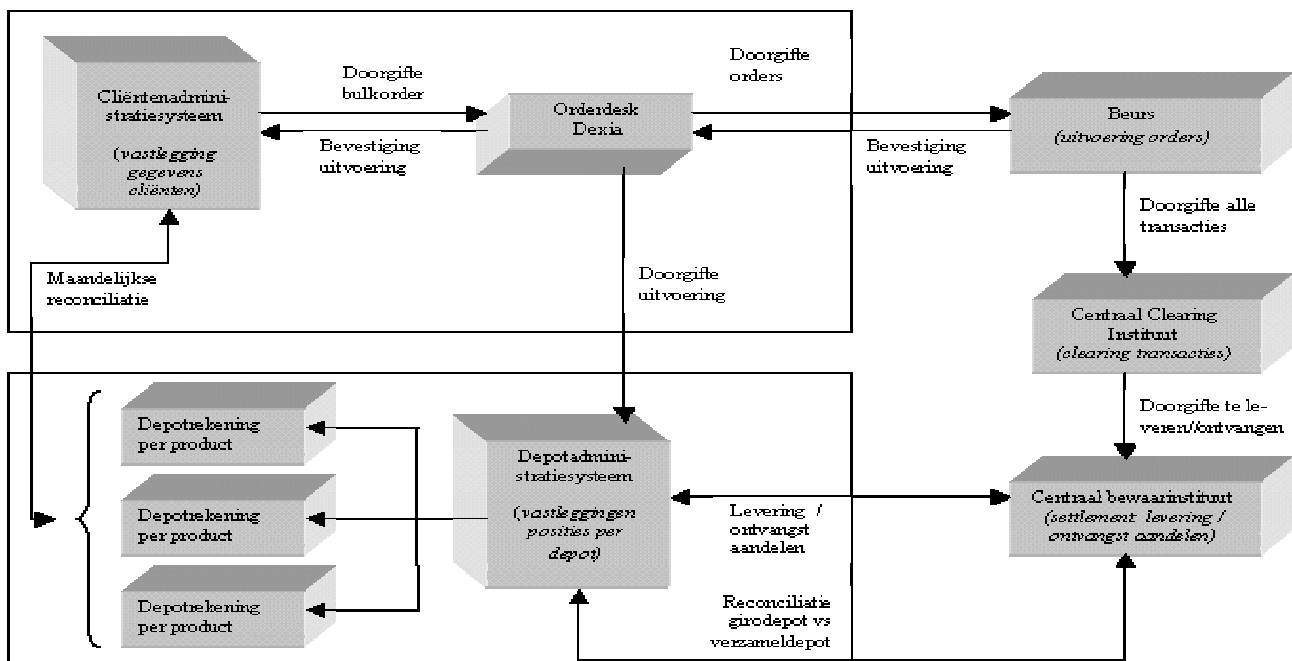 Cliëntenadmini-
stratiesysteem
(vastlegging
gegevens
cliënten)
Doorgifte
bulkorder
Bevestiging
uitvoering
Orderdesk
Dexia
Doorgifte
orders
Bevestiging
uitvoering
Beurs
(uitvoering orders)
Doorgifte alle
transacties
Maandelijkse
reconciliatie
Doorgifte
uitvoering
Centraal Clearing
Instituut
(clearing transacties)
Doorgifte te le-
veren//ontvangen
Depotrekening
per product
Depotrekening
per product
Depotrekening
per product
Depotadmini-
stratiesysteem
(vastleggingen
posities per
depot)
Levering /
ontvangst
aandelen
Centraal bewaarinstituut
(settlement levering /
ontvangst aandelen)
Reconciliatie
girodepot vs
verzameldepot